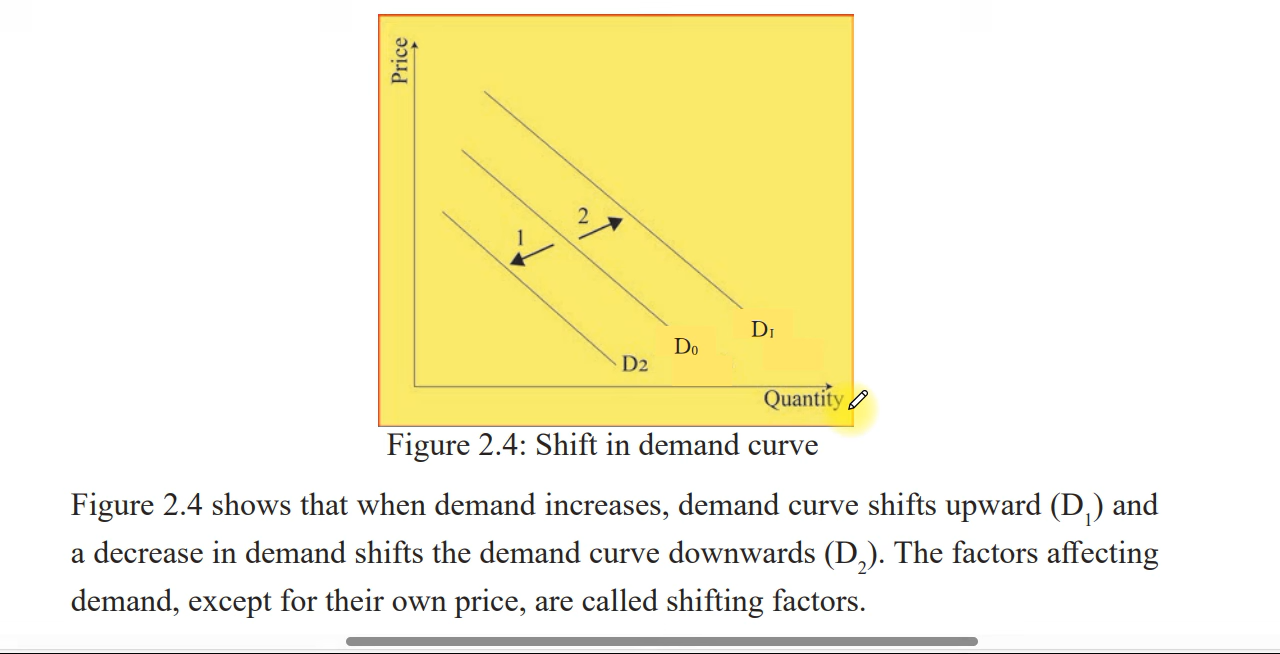 Price
2
1
D₁
D₀
D2
Quantity
Figure 2.4: Shift in demand curve
Figure 2.4 shows that when demand increases, demand curve shifts upward (D₁) and
a decrease in demand shifts the demand curve downwards (D₂). The factors affecting
demand, except for their own price, are called shifting factors.